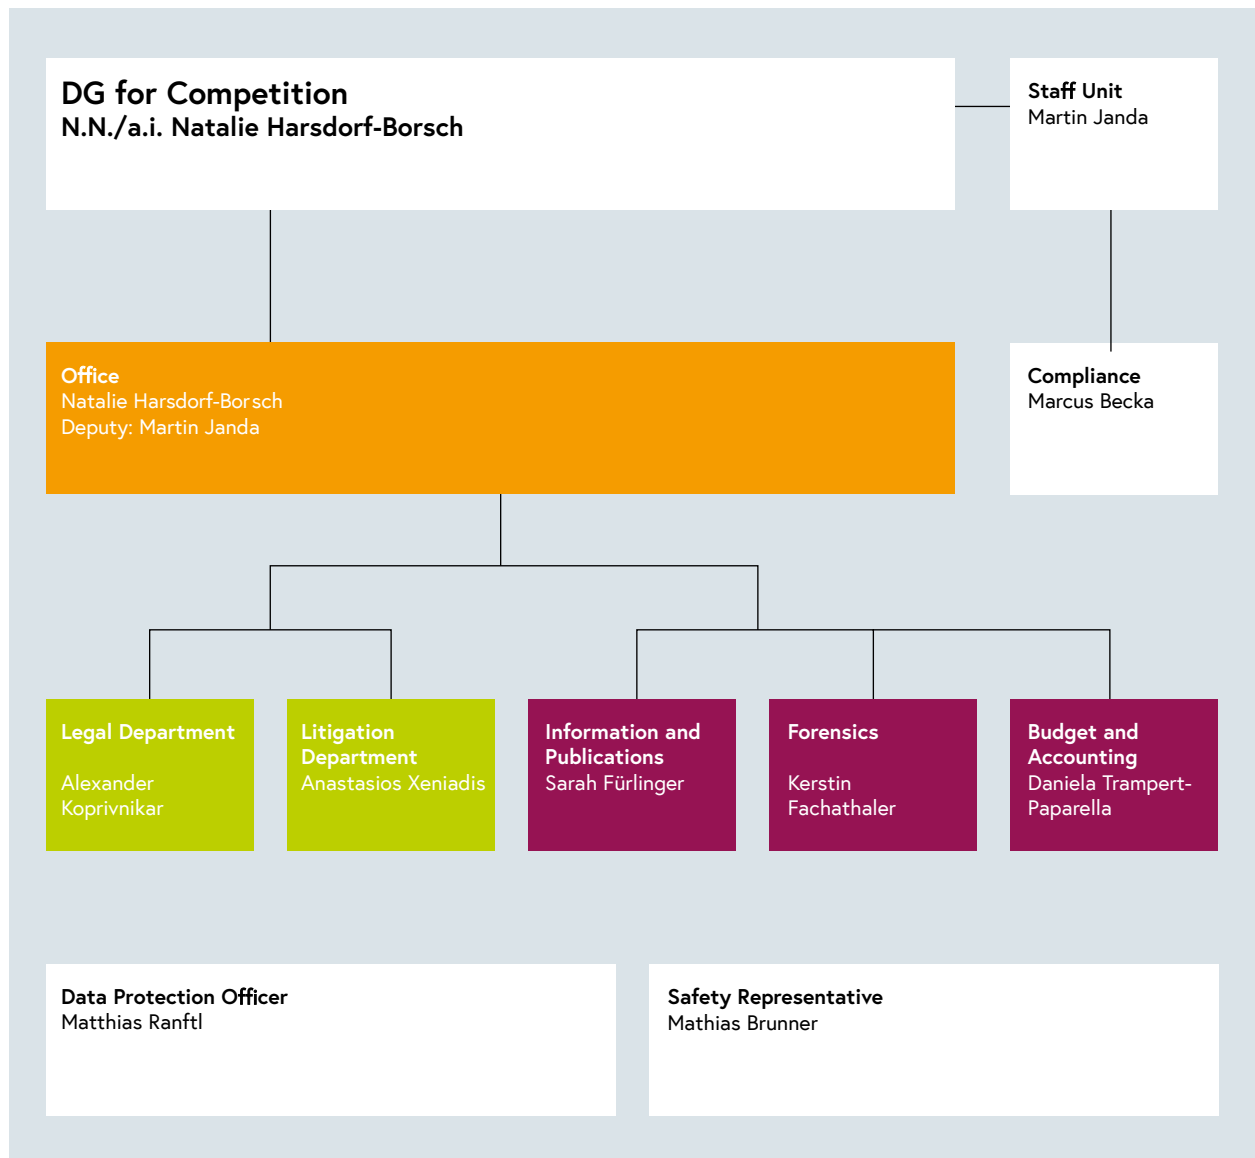 DG for Competition
N.N./a.i. Natalie Harsdorf-Borsch
Staff Unit
Martin Janda
Office
Natalie Harsdorf-Borsch
Deputy: Martin Janda
Compliance
Marcus Becka
Legal Department
Alexander
Koprivnikar
Litigation
Department
Anastasios Xeniadis
Information and
Publications
Sarah Fürlinger
Forensics
Kerstin
Fachathaler
Budget and
Accounting
Daniela Trampert-
Paparella
Data Protection Officer
Matthias Ranftl
Safety Representative
Mathias Brunner